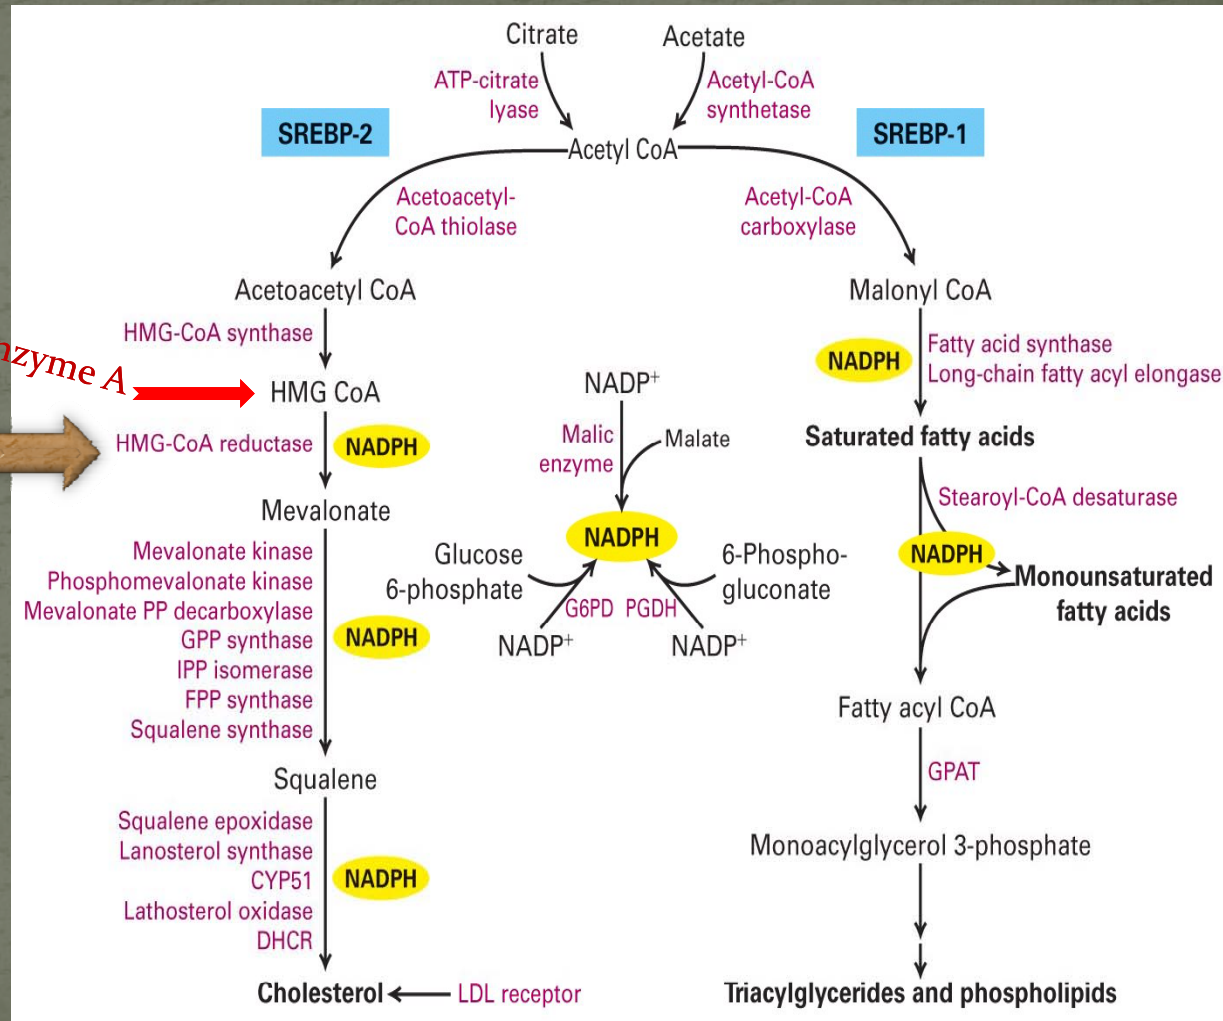 Citrate
Acetate
ATP-citrate
lyase
Acetyl-CoA
synthetase
SREBP-2
SREBP-1
Acetyl CoA
Acetoacetyl-
CoA thiolase
Acetyl-CoA
carboxylase
Acetoacetyl CoA
Malonyl CoA
HMG-CoA synthase
NADPH
Fatty acid synthase
Long-chain fatty acyl elongase
A
HMG CoA
NADP+
HMG-CoA reductase
NADPH
Malic
enzyme
Malate
Saturated fatty acids
Mevalonate
Stearoyl-CoA desaturase
NADPH
NADPH
Monounsaturated
fatty acids
Mevalonate kinase
Phosphomevalonate kinase
Mevalonate PP decarboxylase
GPP synthase
IPP isomerase
FPP synthase
Squalene synthase
NADPH
Glucose
6-phosphate
6-Phospho-
gluconate
G6PD PGDH
NADP+
NADP+
Fatty acyl CoA
Squalene
GPAT
Squalene epoxidase
Lanosterol synthase
CYP51
Lathosterol oxidase
DHCR
NADPH
Monoacylglycerol 3-phosphate
Cholesterol
LDL receptor
Triacylglycerides and phospholipids